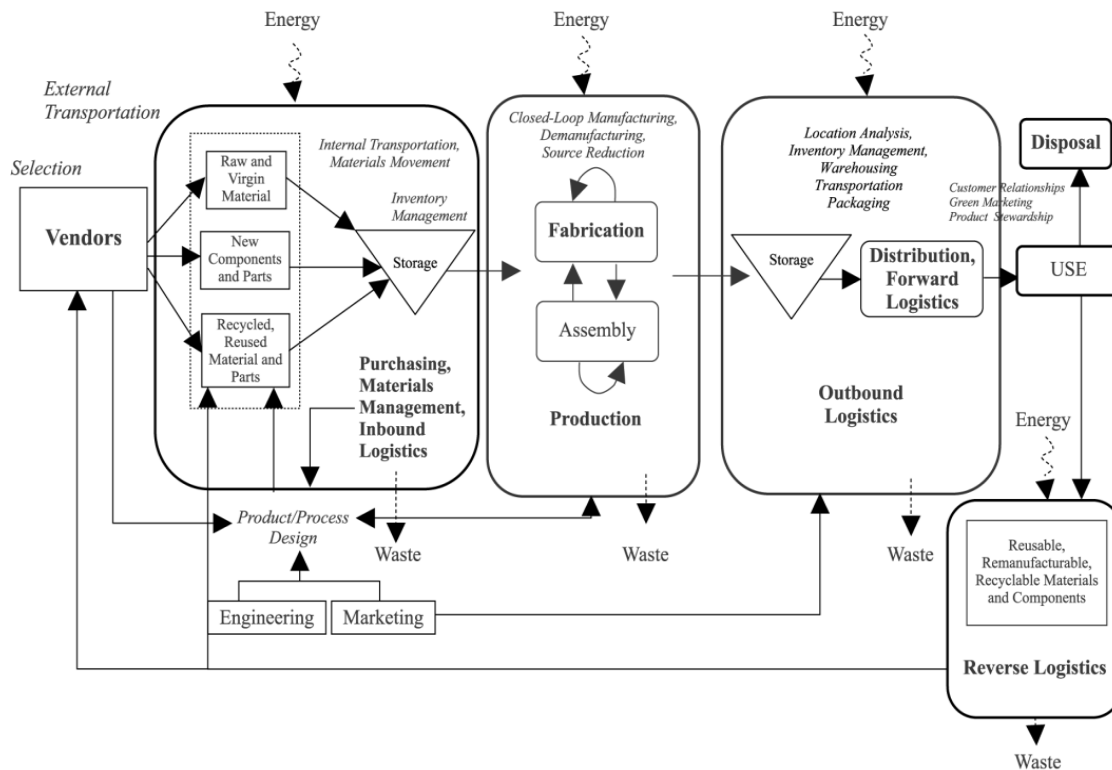 Energy
Energy
Energy
External
Transportation
Selection
Vendors
Raw and
Virgin
Material
New
Components
and Parts
Recycled,
Reused
Material and
Parts
Internal Transportation,
Materials Movement
Inventory
Management
Storage
Purchasing,
Materials
Management,
Inbound
Logistics
Closed-Loop Manufacturing,
Demanufacturing,
Source Reduction
Fabrication
Assembly
Production
Location Analysis,
Inventory Management,
Warehousing
Transportation
Packaging
Storage
Distribution,
Forward
Logistics
Outbound
Logistics
Customer Relationships
Green Marketing
Product Stewardship
Disposal
USE
Energy
Product/Process
Design
Waste
Waste
Waste
Engineering
Marketing
Reusable,
Remanufacturable,
Recyclable Materials
and Components
Reverse Logistics
Waste